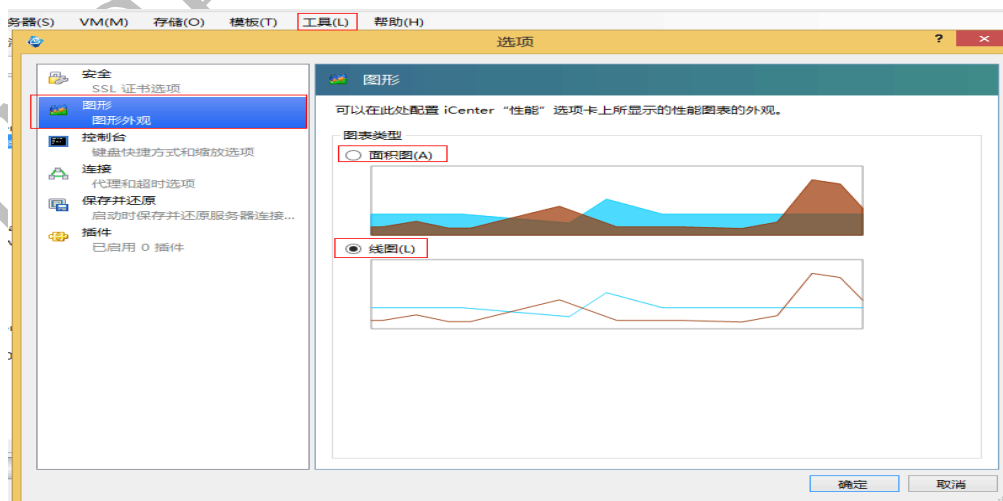 务器(S) VM(M) 存储(O) 模板(T) 工具(L) 帮助(H)
选项
? ×
安全
SSL 证书选项
图形
图形外观
控制台
键盘快捷方式和缩放选项
连接
代理和超时选项
保存并还原
启动时保存并还原服务器连接...
插件
已启用 0 插件
图形
可以在此处配置 iCenter“性能”选项卡上所显示的性能图表的外观。
图表类型
面积图(A)
线图(L)
确定 取消